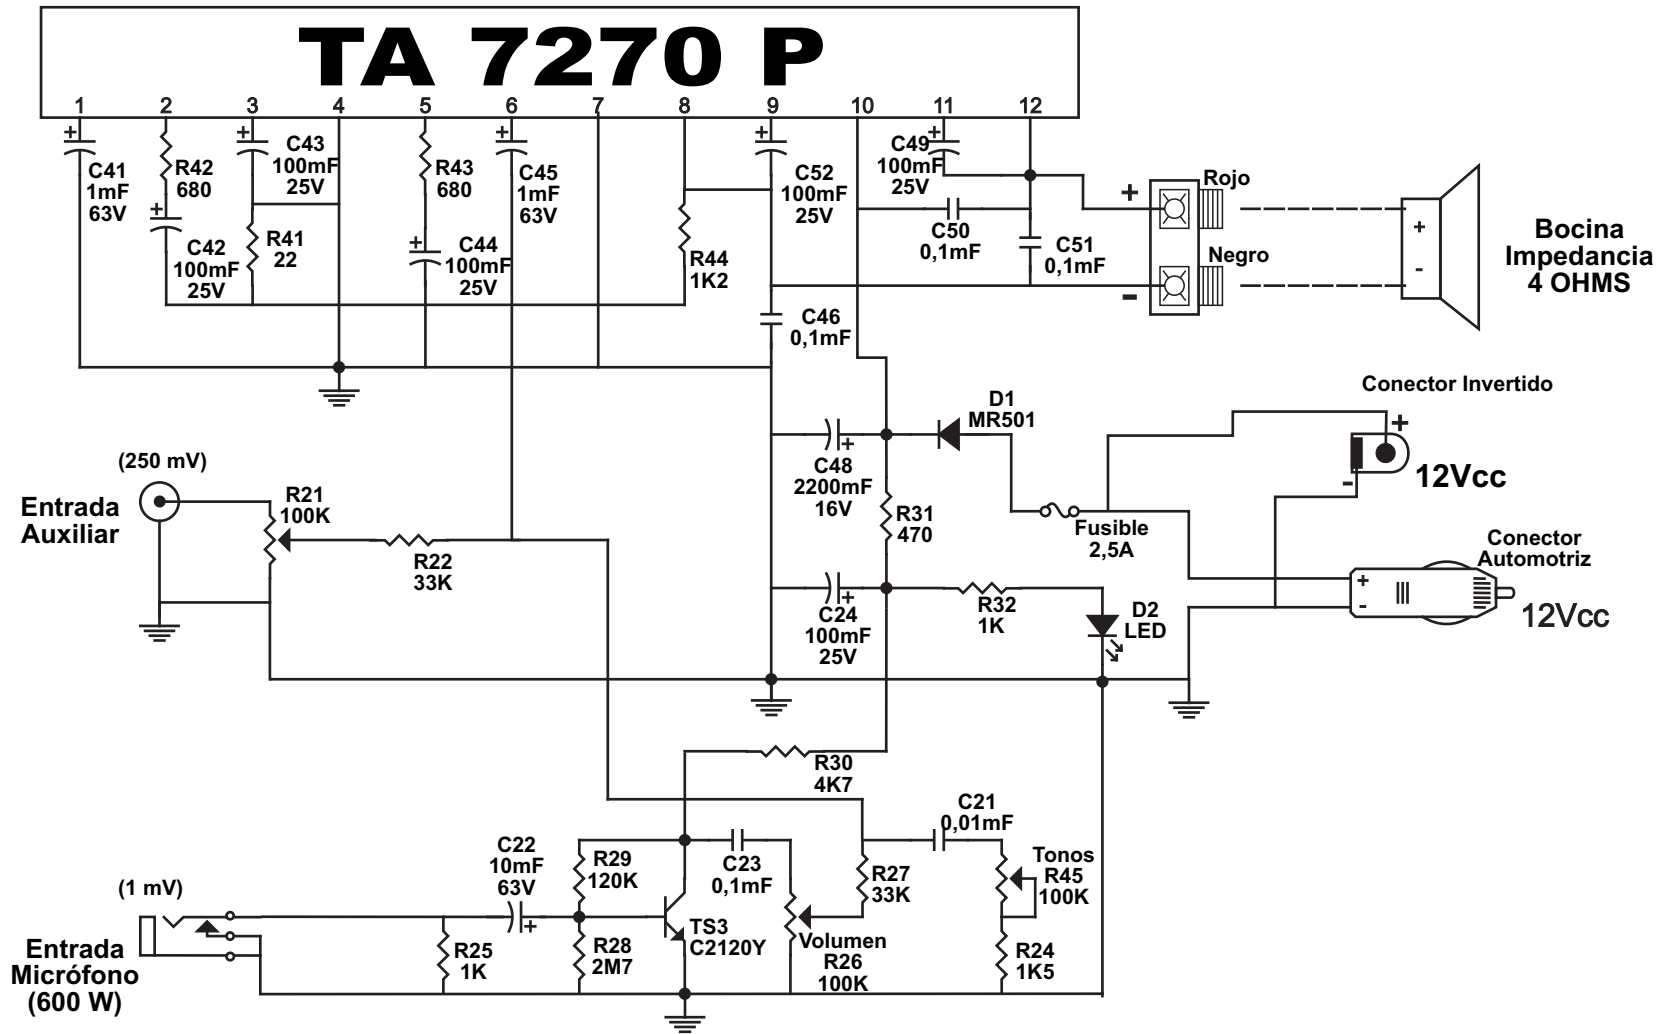 TA 7270 P
1 2 3 4 5 6 7 8 9 10 11 12
+
C41
1mF
63V
R42
680
+
C42
100mF
25V
+
C43
100mF
25V
R41
22
R43
680
+
C44
100mF
25V
+
C45
1mF
63V
R44
1K2
+
C52
100mF
25V
C46
0,1mF
+
C49
100mF
25V
C50
0,1mF
C51
0,1mF
+
Rojo
Negro
-
+
-
Bocina
Impedancia
4 OHMS
D1
MR501
Conector Invertido
+
-
12Vcc
Fusible
2,5A
Conector
Automotriz
+
-
12Vcc
+
C48
2200mF
16V
R31
470
+
C24
100mF
25V
R32
1K
D2
LED
(250 mV)
Entrada
Auxiliar
R21
100K
R22
33K
R30
4K7
C21
0,01mF
Tonos
R45
100K
R24
1K5
R27
33K
C23
0,1mF
Volumen
R26
100K
TS3
C2120Y
R29
120K
R28
2M7
C22
10mF
63V
+
R25
1K
(1 mV)
Entrada
Micrófono
(600 W)